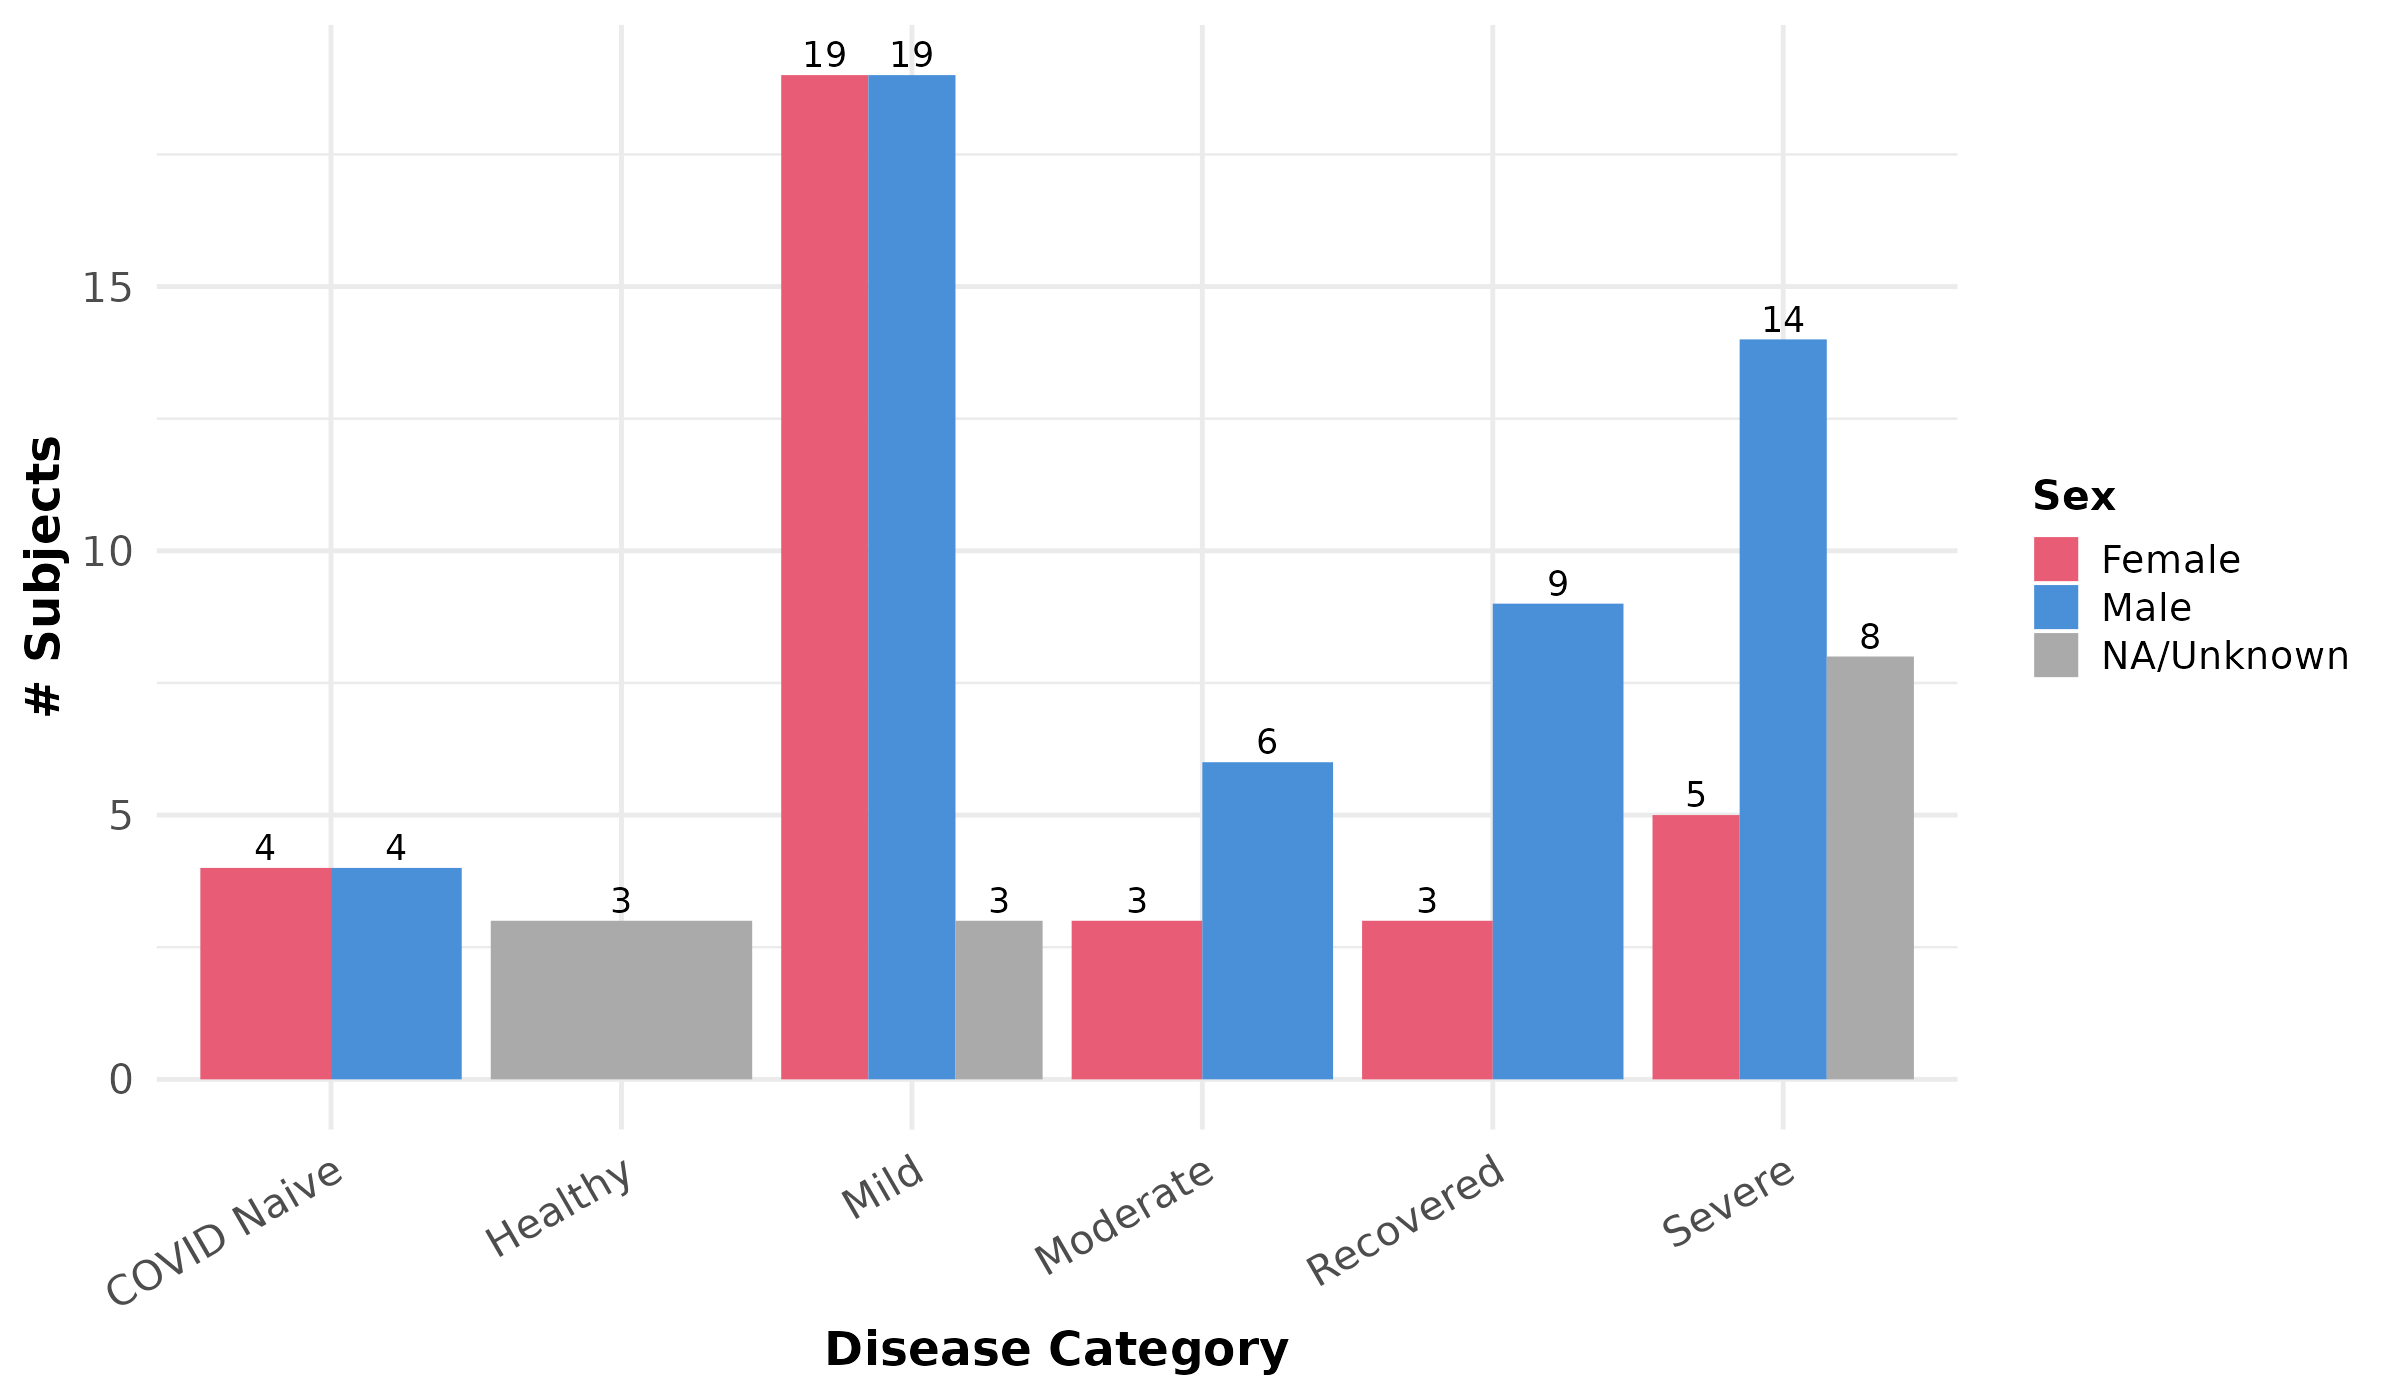 19 19
15
14
10
9
8
6
5
5
4 4
3 3 3 3
0
# Subjects
COVID Naive
Healthy
Mild
Moderate
Recovered
Severe
Disease Category
Sex
Female
Male
NA/Unknown